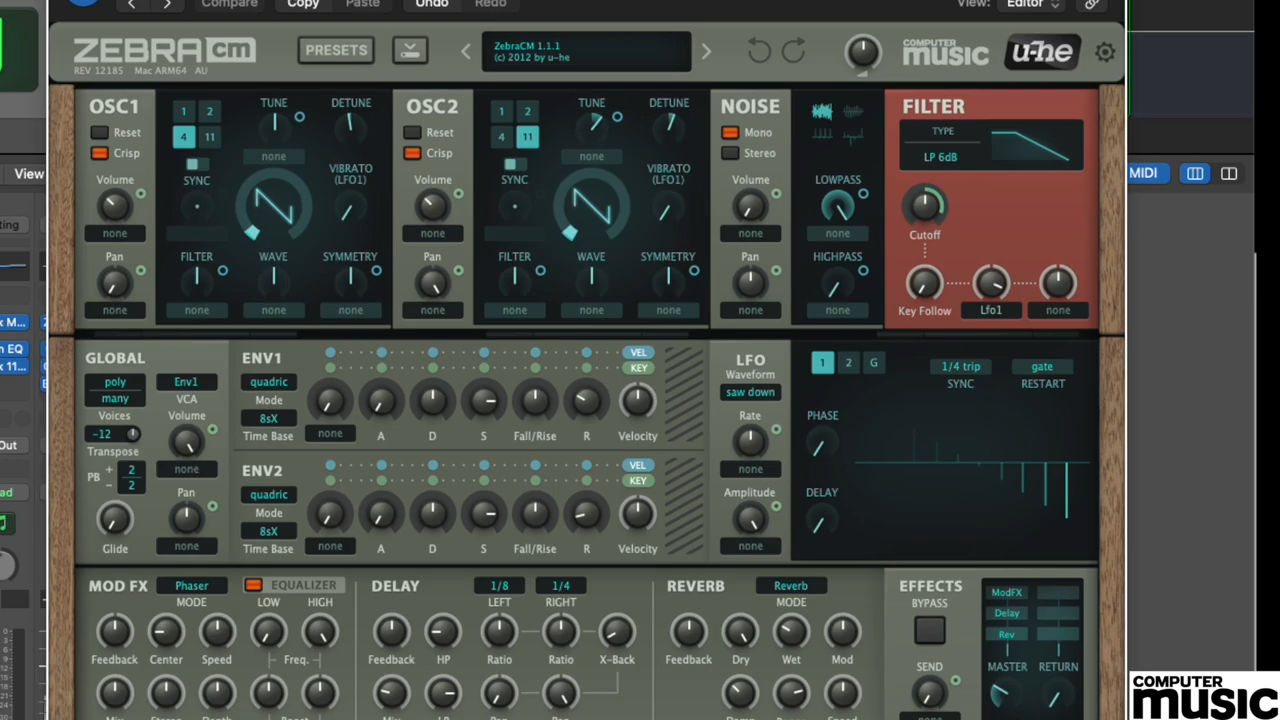 Compare Copy Paste Undo Redo View: Editor
ZEBRA cm
REV 12185 Mac ARM64 AU
PRESETS
ZebraCM 1.1.1
(c) 2012 by u-he
COMPUTER
music
u-he
OSC1
Reset
Crisp
Volume
none
Pan
none
1 2
4 11
SYNC
TUNE
none
DETUNE
VIBRATO
(LFO1)
FILTER WAVE SYMMETRY
none none none
OSC2
Reset
Crisp
Volume
none
Pan
none
1 2
4 11
SYNC
TUNE
none
DETUNE
VIBRATO
(LFO1)
FILTER WAVE SYMMETRY
none none none
NOISE
Mono
Stereo
Volume
none
Pan
none
LOWPASS
none
HIGHPASS
none
FILTER
TYPE
LP 6dB
Cutoff
Key Follow Lfo1 none
MIDI
View
Out
GLOBAL
poly
many
Voices
-12
Transpose
PB + 2
- 2
Glide
Env1
VCA
Volume
none
Pan
none
ENV1
quadric
Mode
8sX
Time Base
none A D S Fall/Rise R Velocity
VEL
KEY
ENV2
quadric
Mode
8sX
Time Base
none A D S Fall/Rise R Velocity
VEL
KEY
LFO
Waveform
saw down
Rate
none
Amplitude
none
1 2 G
1/4 trip
SYNC
gate
RESTART
PHASE
DELAY
MOD FX Phaser
MODE
EQUALIZER
LOW HIGH
Feedback Center Speed Freq.
DELAY 1/8 1/4
LEFT RIGHT
Feedback HP Ratio Ratio X-Back
REVERB Reverb
MODE
Feedback Dry Wet Mod
EFFECTS
BYPASS
SEND
ModFX
Delay
Rev
MASTER RETURN
COMPUTER
music